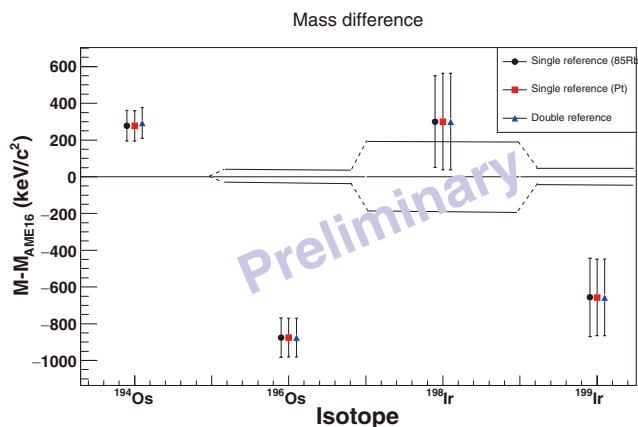 Mass difference
M-M_AME16 (keV/c²)
600
400
200
0
−200
−400
−600
−800
−1000
Single reference (85Rb
Single reference (Pt)
Double reference
Preliminary
¹⁹⁴Os
¹⁹⁶Os
¹⁹⁸Ir
¹⁹⁹Ir
Isotope